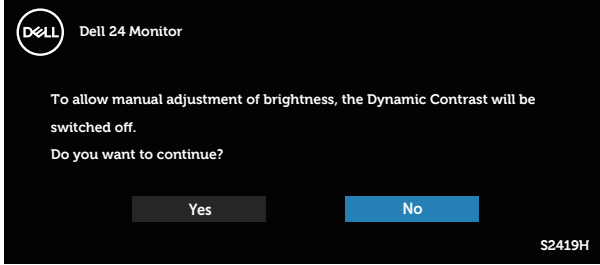 DELL
Dell 24 Monitor
To allow manual adjustment of brightness, the Dynamic Contrast will be
switched off.
Do you want to continue?
Yes No
S2419H